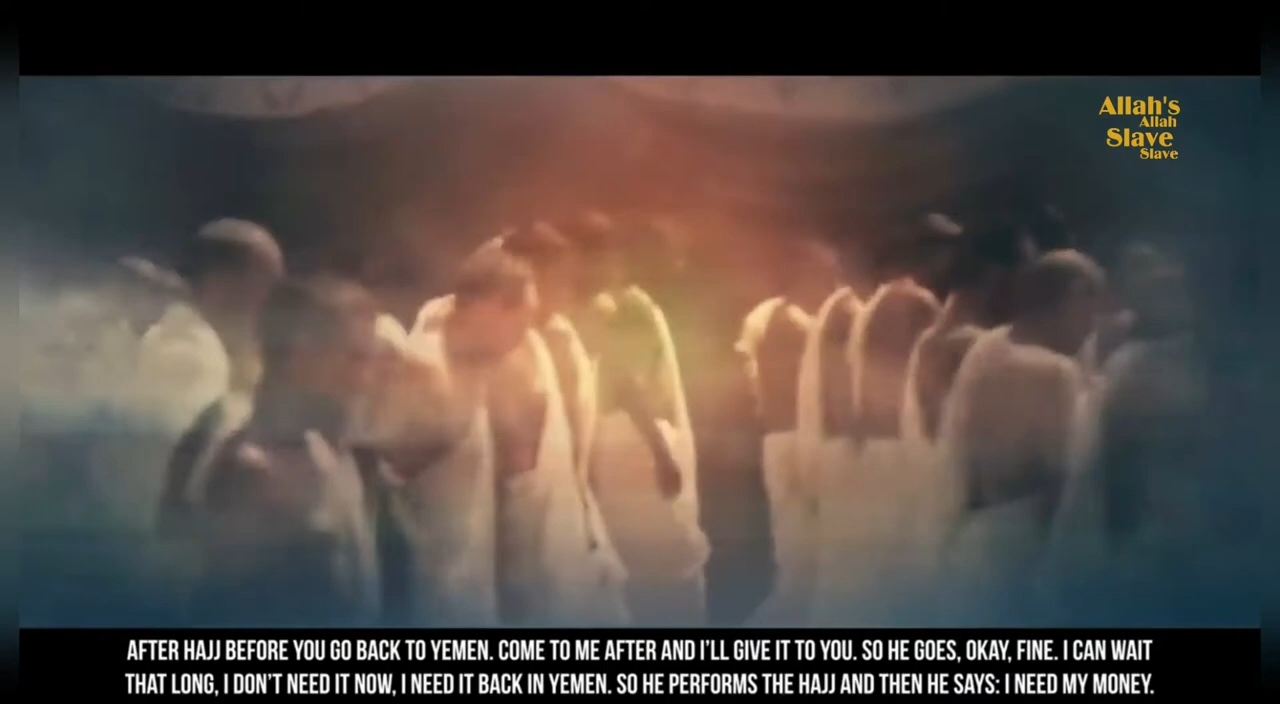 Allah's
Allah
Slave
Slave
AFTER HAJJ BEFORE YOU GO BACK TO YEMEN. COME TO ME AFTER AND I'LL GIVE IT TO YOU. SO HE GOES, OKAY, FINE. I CAN WAIT
THAT LONG, I DON'T NEED IT NOW, I NEED IT BACK IN YEMEN. SO HE PERFORMS THE HAJJ AND THEN HE SAYS: I NEED MY MONEY.